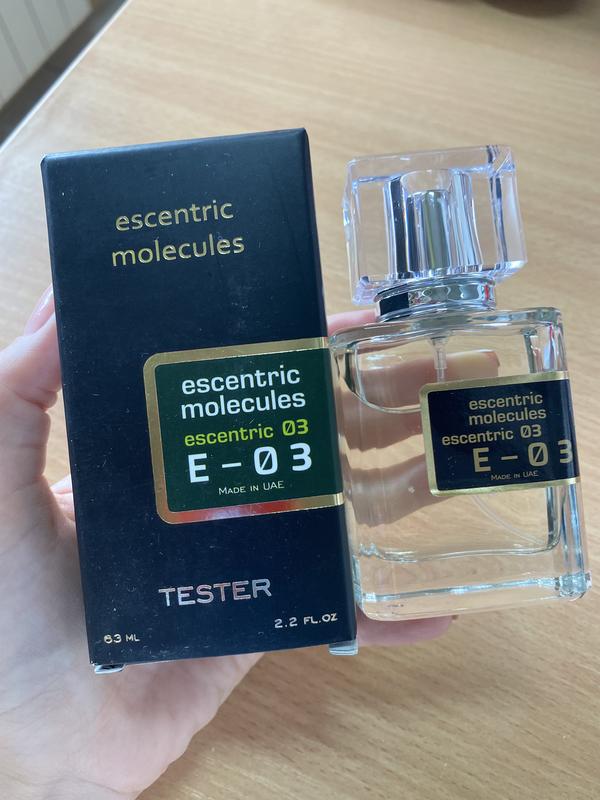 escentric
molecules
escentric
molecules
escentric 03
E - 03
MADE IN UAE
TESTER
63 ML
2.2 FL.OZ
escentric
molecules
escentric 03
E - 03
MADE IN UAE